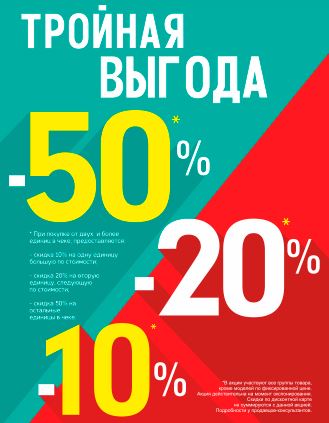 ТРОЙНАЯ
ВЫГОДА
-50%*
* При покупке от двух и более
единиц в чеке, предоставляется:
- скидка 10% на одну единицу
большую по стоимости;
- скидка 20% на вторую
единицу, следующую
по стоимости;
- скидка 50% на
остальные
единицы в чеке.
-20%*
-10%*
*В акции участвуют все группы товара,
кроме моделей по фиксированной цене.
Акция действительна на момент экспонирования.
Скидки по дисконтной карте
не суммируются с данной акцией.
Подробности у продавцов-консультантов.